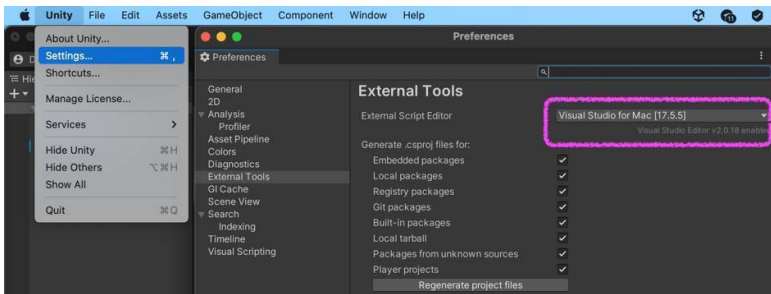 Unity File Edit Assets GameObject Component Window Help
About Unity...
Settings... ⌘ ,
Shortcuts...
Manage License...
Services >
Hide Unity ⌘H
Hide Others ⌥⌘H
Show All
Quit ⌘Q
Preferences
Preferences
General
2D
Analysis
Profiler
Asset Pipeline
Colors
Diagnostics
External Tools
GI Cache
Scene View
Search
Indexing
Timeline
Visual Scripting
External Tools
External Script Editor Visual Studio for Mac [17.5.5]
Visual Studio Editor v2.0.18 enabled
Generate .csproj files for:
Embedded packages
Local packages
Registry packages
Git packages
Built-in packages
Local tarball
Packages from unknown sources
Player projects
Regenerate project files